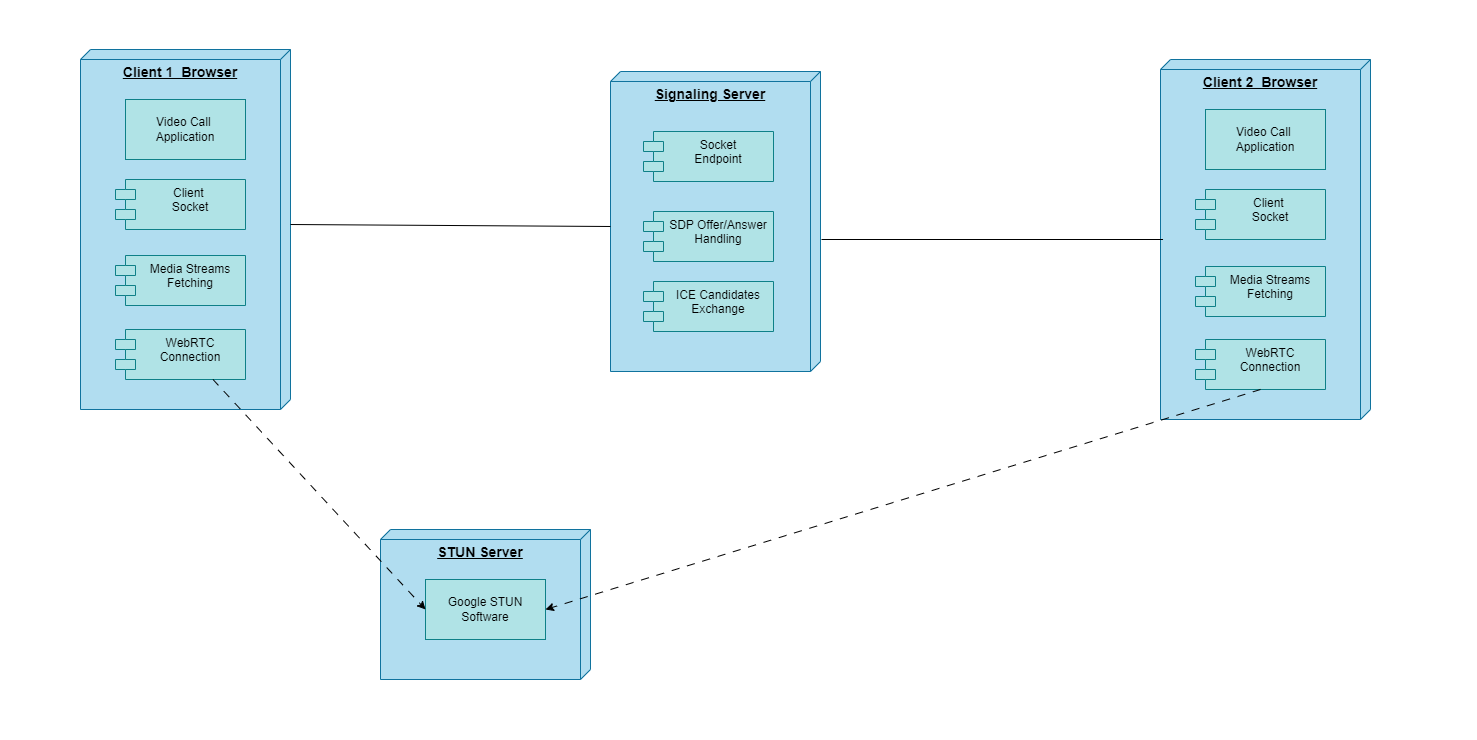 Client 1  Browser
Video Call
Application
Client
Socket
Media Streams
Fetching
WebRTC
Connection
Signaling Server
Socket
Endpoint
SDP Offer/Answer
Handling
ICE Candidates
Exchange
Client 2  Browser
Video Call
Application
Client
Socket
Media Streams
Fetching
WebRTC
Connection
STUN Server
Google STUN
Software